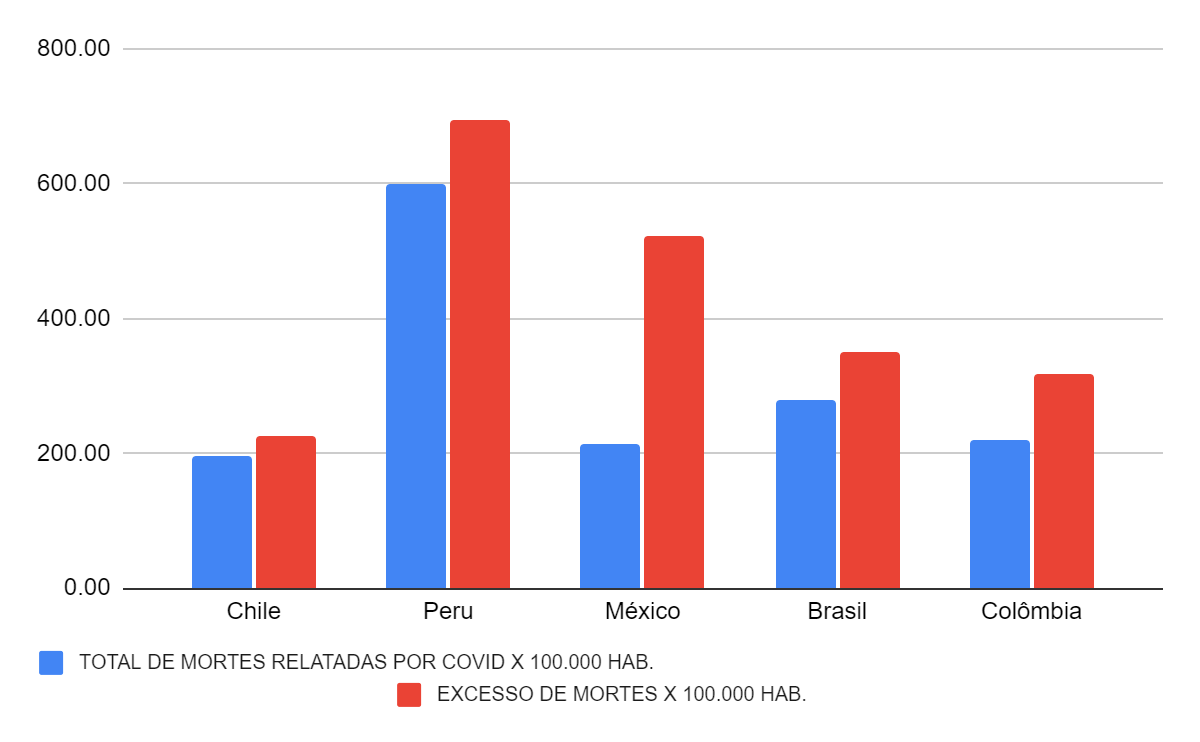 800.00
600.00
400.00
200.00
0.00
Chile Peru México Brasil Colômbia
TOTAL DE MORTES RELATADAS POR COVID X 100.000 HAB.
EXCESSO DE MORTES X 100.000 HAB.